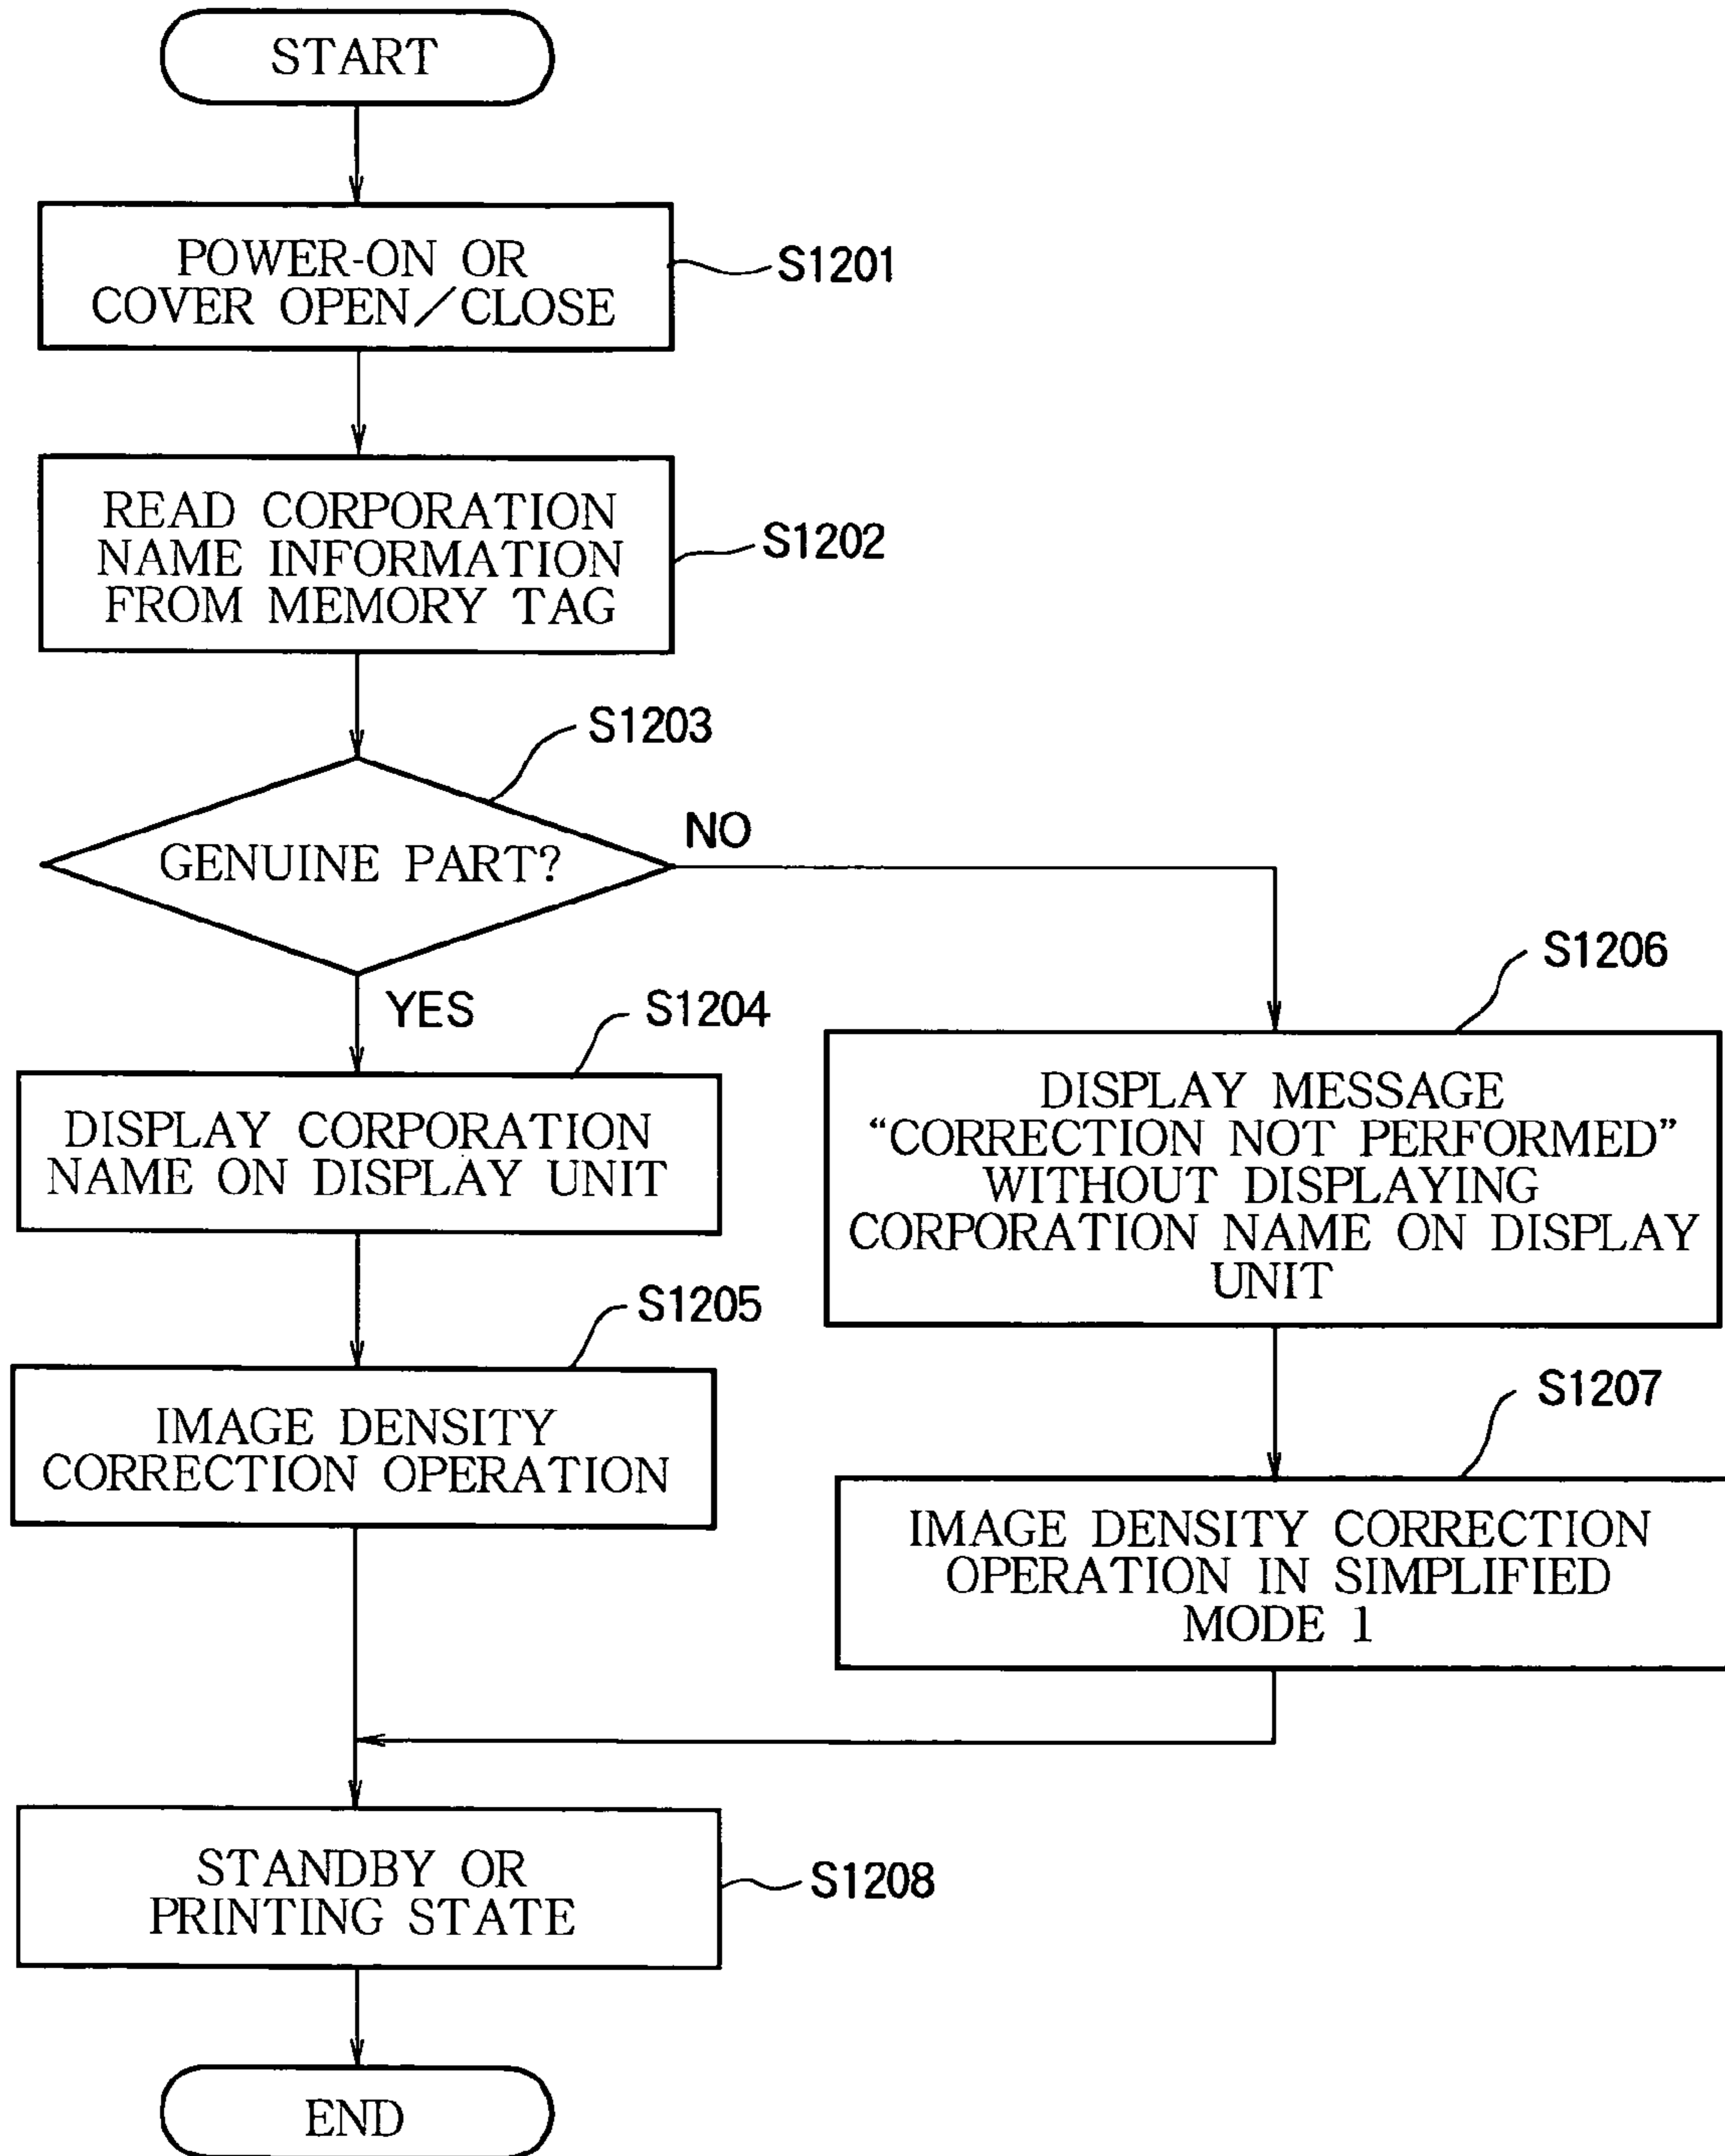 START
POWER-ON OR
COVER OPEN/CLOSE
S1201
READ CORPORATION
NAME INFORMATION
FROM MEMORY TAG
S1202
S1203
GENUINE PART?
NO
YES
S1204
DISPLAY CORPORATION
NAME ON DISPLAY UNIT
S1206
DISPLAY MESSAGE
“CORRECTION NOT PERFORMED”
WITHOUT DISPLAYING
CORPORATION NAME ON DISPLAY
UNIT
S1205
IMAGE DENSITY
CORRECTION OPERATION
S1207
IMAGE DENSITY CORRECTION
OPERATION IN SIMPLIFIED
MODE 1
STANDBY OR
PRINTING STATE
S1208
END